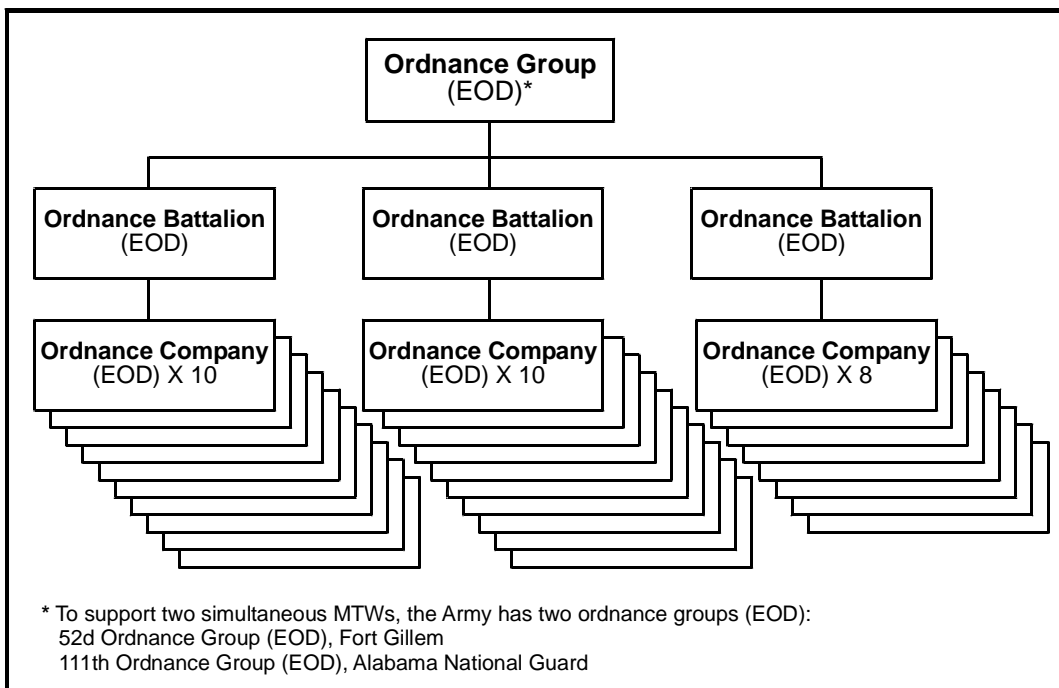 Ordnance Group
(EOD)*
Ordnance Battalion
(EOD)
Ordnance Battalion
(EOD)
Ordnance Battalion
(EOD)
Ordnance Company
(EOD) X 10
Ordnance Company
(EOD) X 10
Ordnance Company
(EOD) X 8
* To support two simultaneous MTWs, the Army has two ordnance groups (EOD):
52d Ordnance Group (EOD), Fort Gillem
111th Ordnance Group (EOD), Alabama National Guard